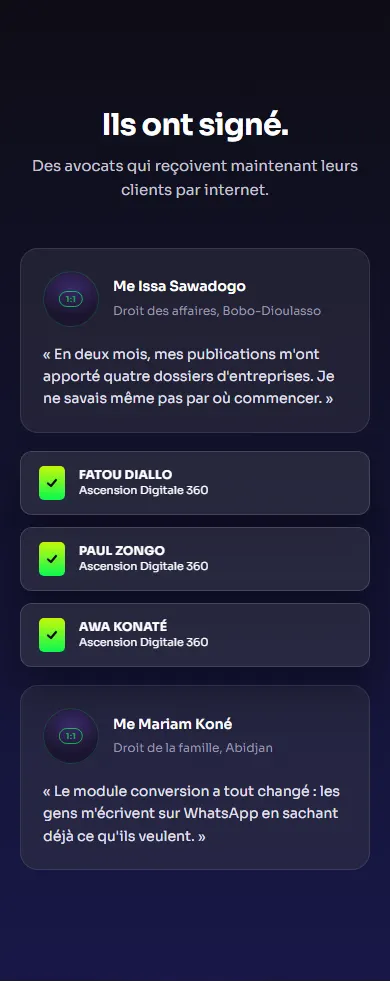 Ils ont signé.
Des avocats qui reçoivent maintenant leurs
clients par internet.
1:1
Me Issa Sawadogo
Droit des affaires, Bobo-Dioulasso
« En deux mois, mes publications m'ont
apporté quatre dossiers d'entreprises. Je
ne savais même pas par où commencer. »
FATOU DIALLO
Ascension Digitale 360
PAUL ZONGO
Ascension Digitale 360
AWA KONATÉ
Ascension Digitale 360
1:1
Me Mariam Koné
Droit de la famille, Abidjan
« Le module conversion a tout changé : les
gens m'écrivent sur WhatsApp en sachant
déjà ce qu'ils veulent. »